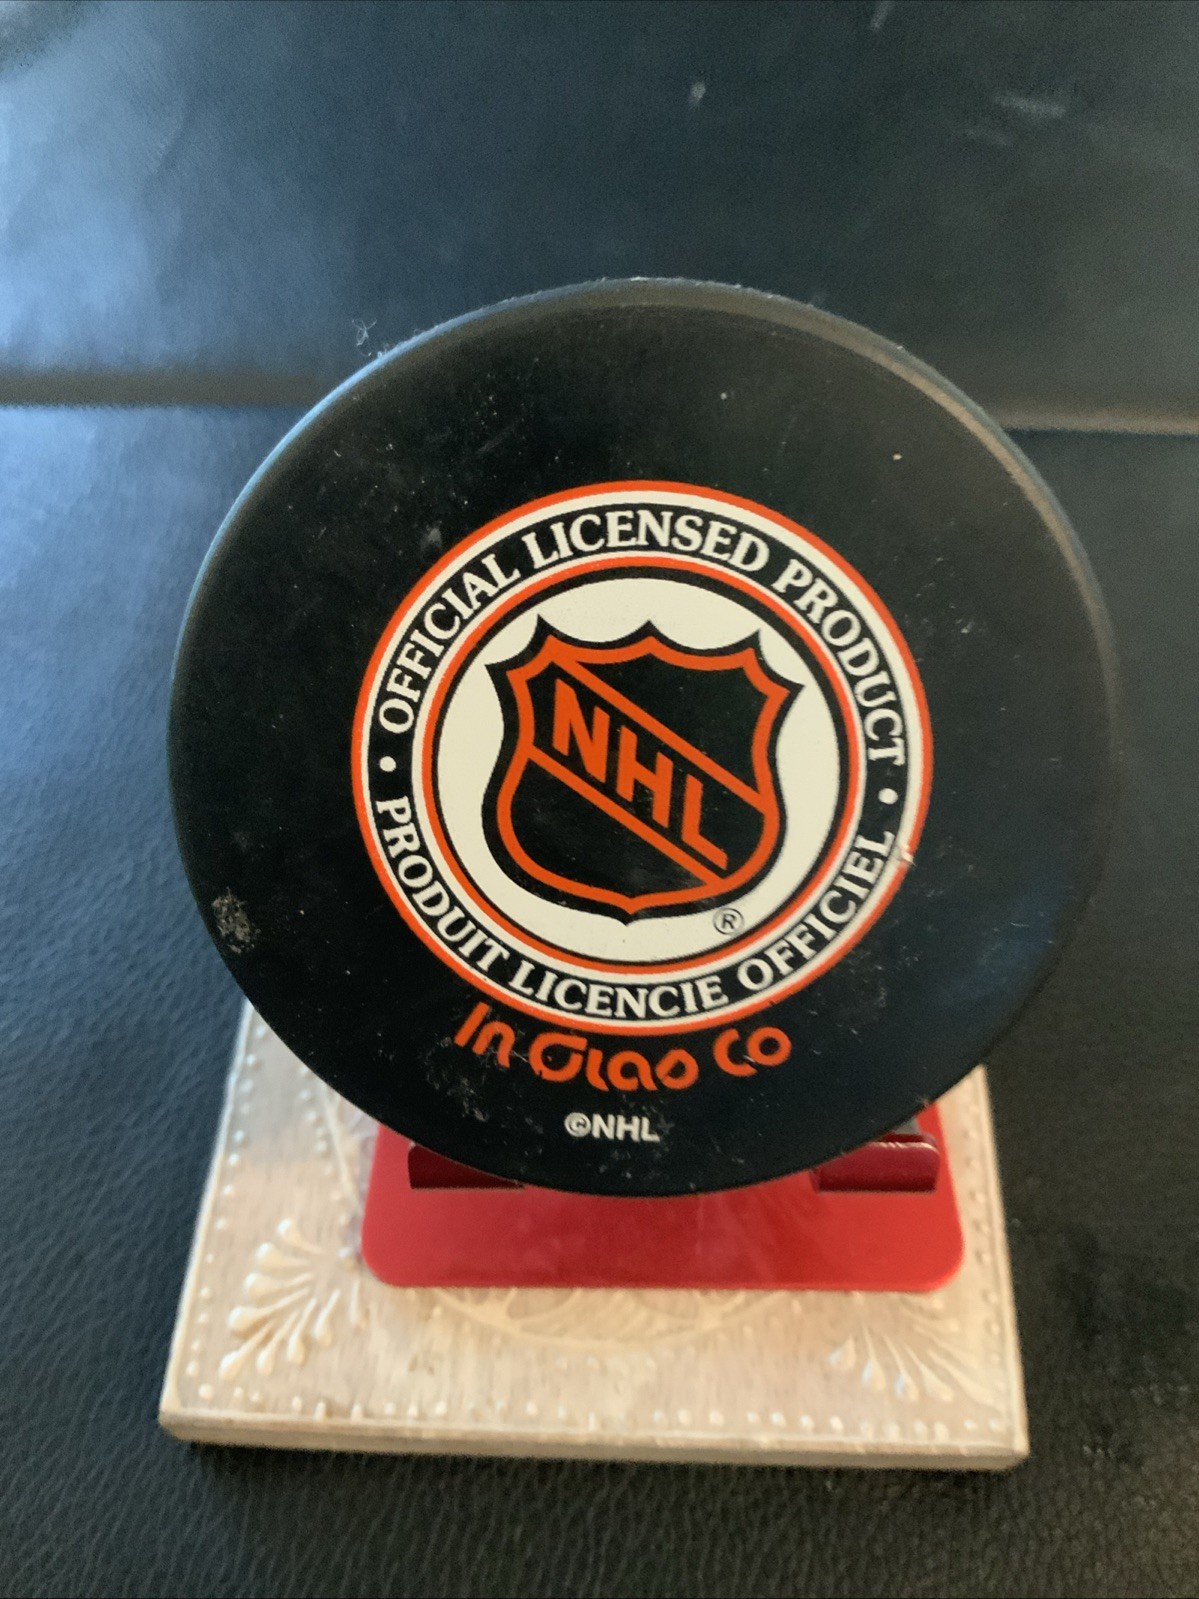 • OFFICIAL LICENSED PRODUCT •
NHL
®
PRODUIT LICENCIE OFFICIEL
In Glas Co
©NHL